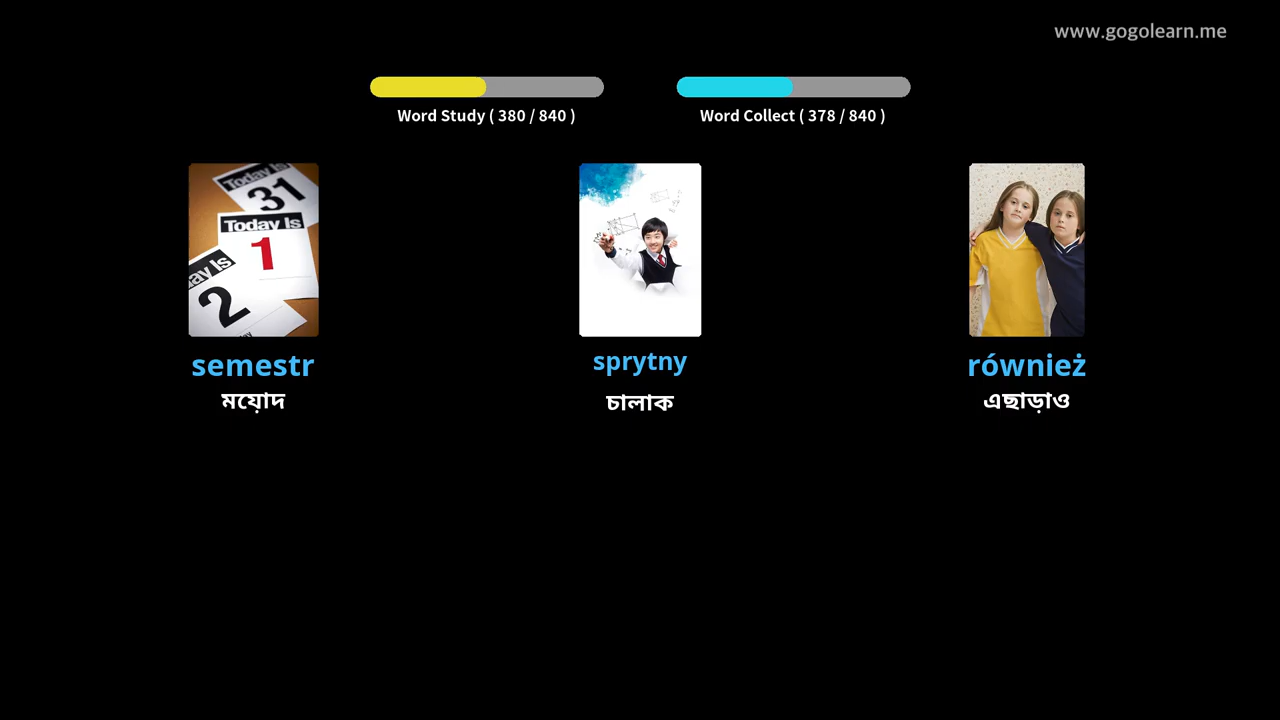 www.gogolearn.me
Word Study ( 380 / 840 )
Word Collect ( 378 / 840 )
Today Is
31
Today Is
1
ay Is
2
semestr
sprytny
również
ময়োদ
চালাক
এছাড়াও